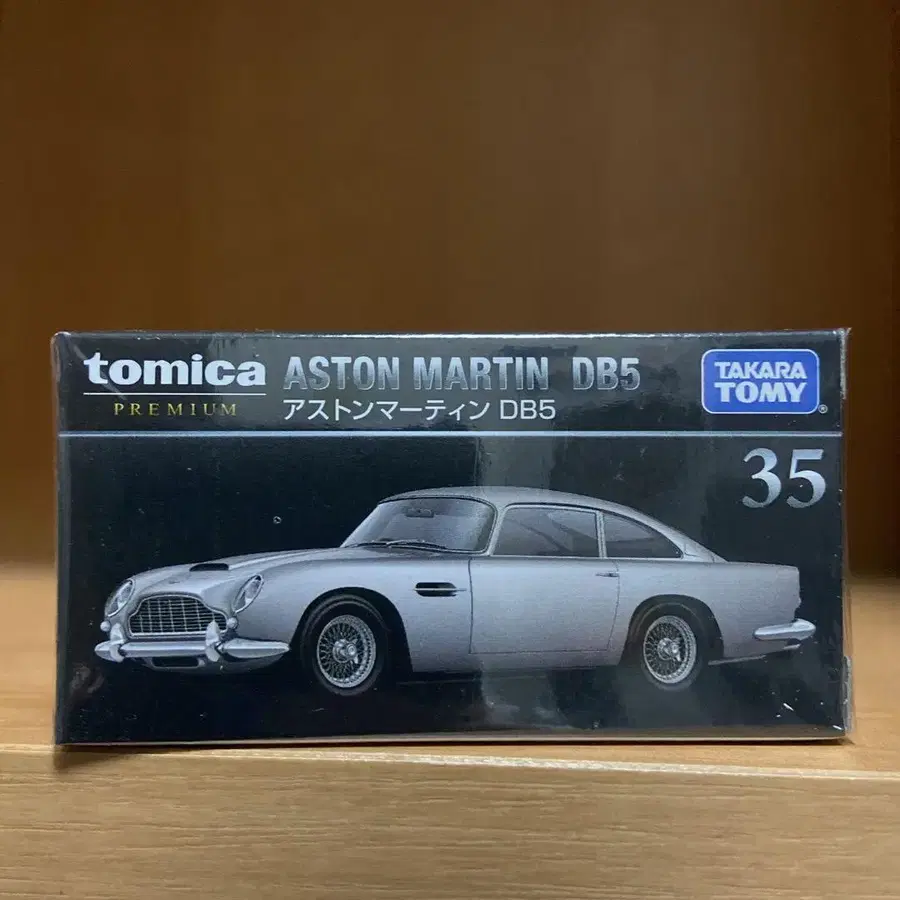 tomica
PREMIUM
ASTON MARTIN DB5
アストンマーティン DB5
TAKARA
TOMY®
35